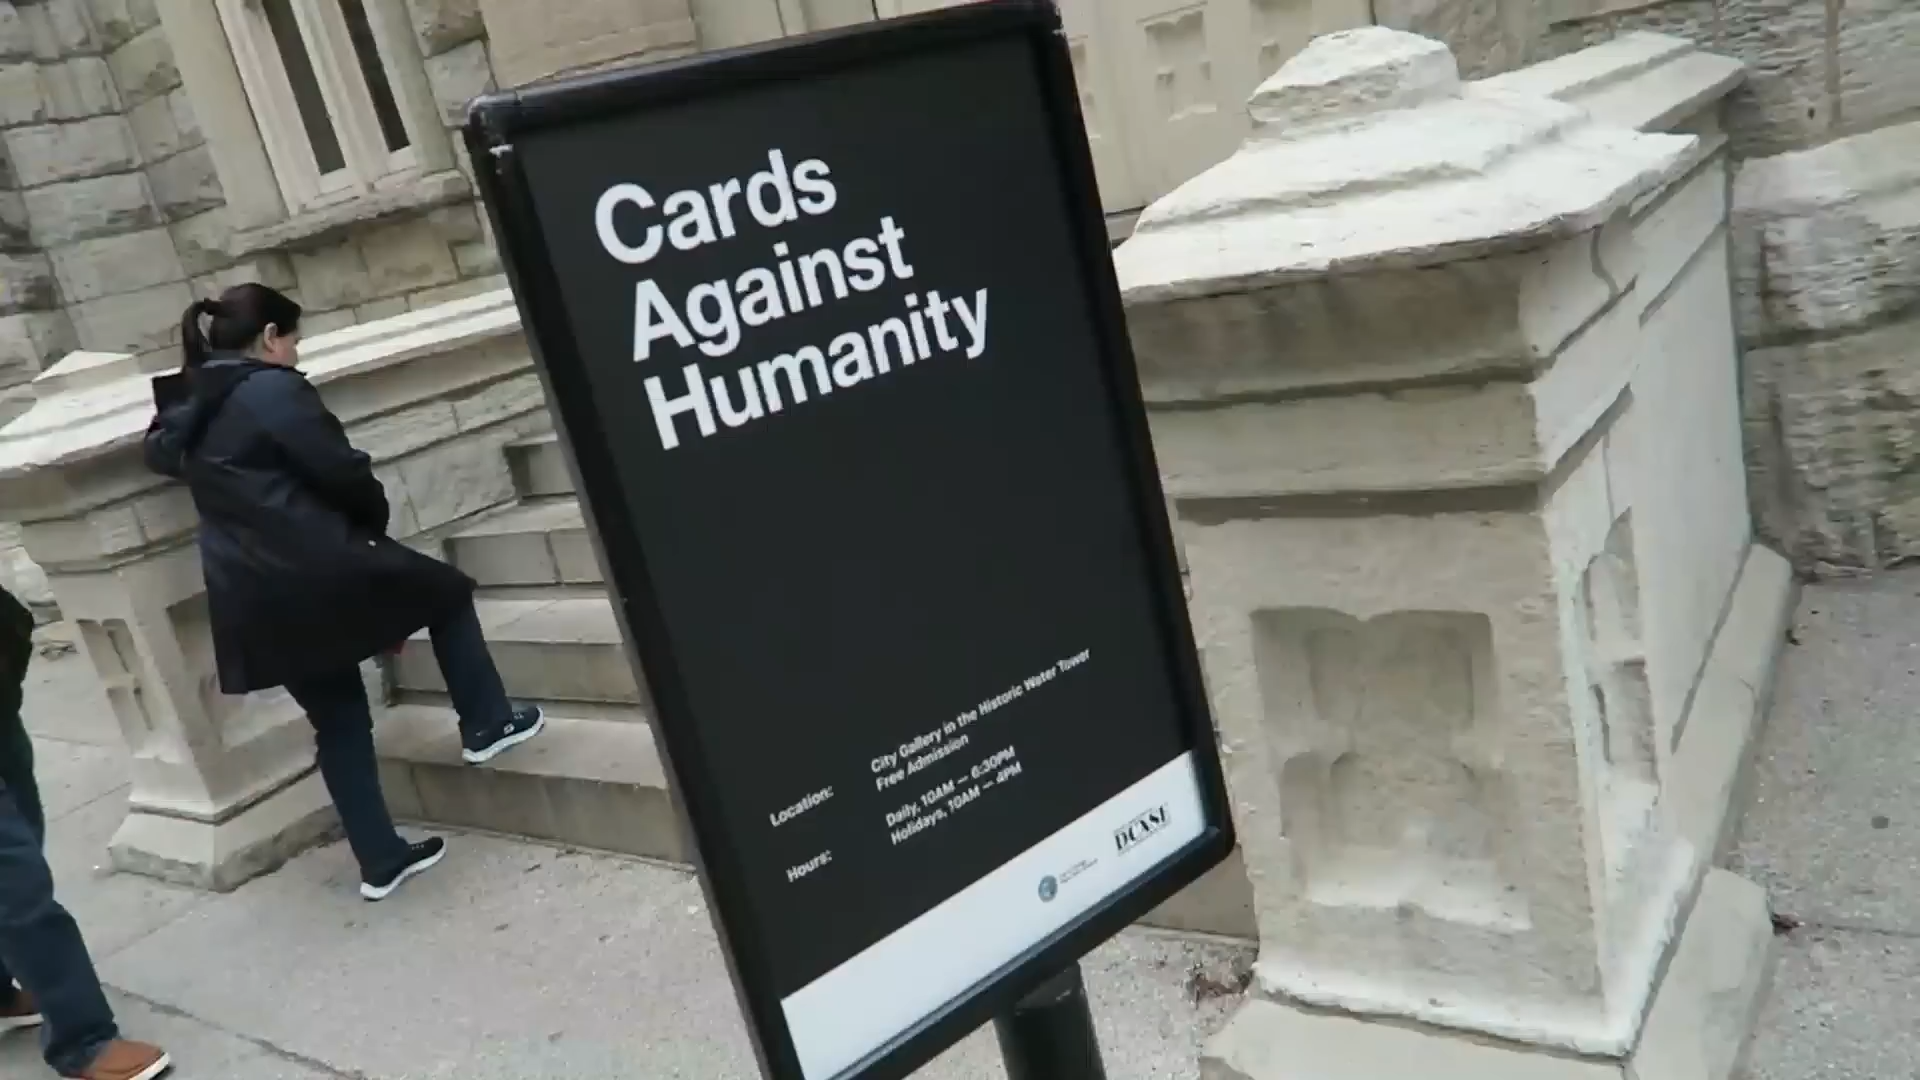 Cards
Against
Humanity
Location:
City Gallery in the Historic Water Tower
Free Admission
Hours:
Daily, 10AM — 6:30PM
Holidays, 10AM — 4PM
DCASE